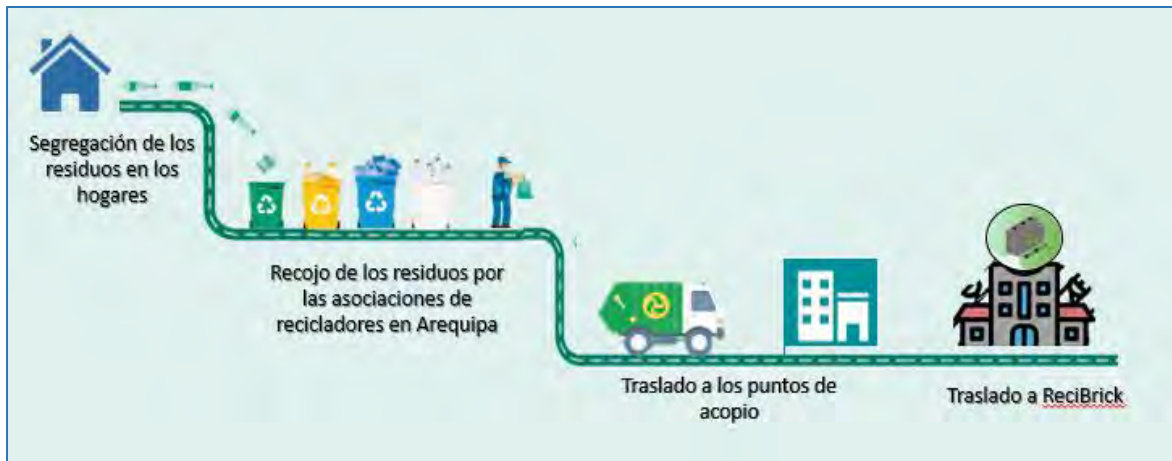 Segregación de los
residuos en los
hogares
Recojo de los residuos por
las asociaciones de
recicladores en Arequipa
Traslado a los puntos de
acopio
Traslado a ReciBrick